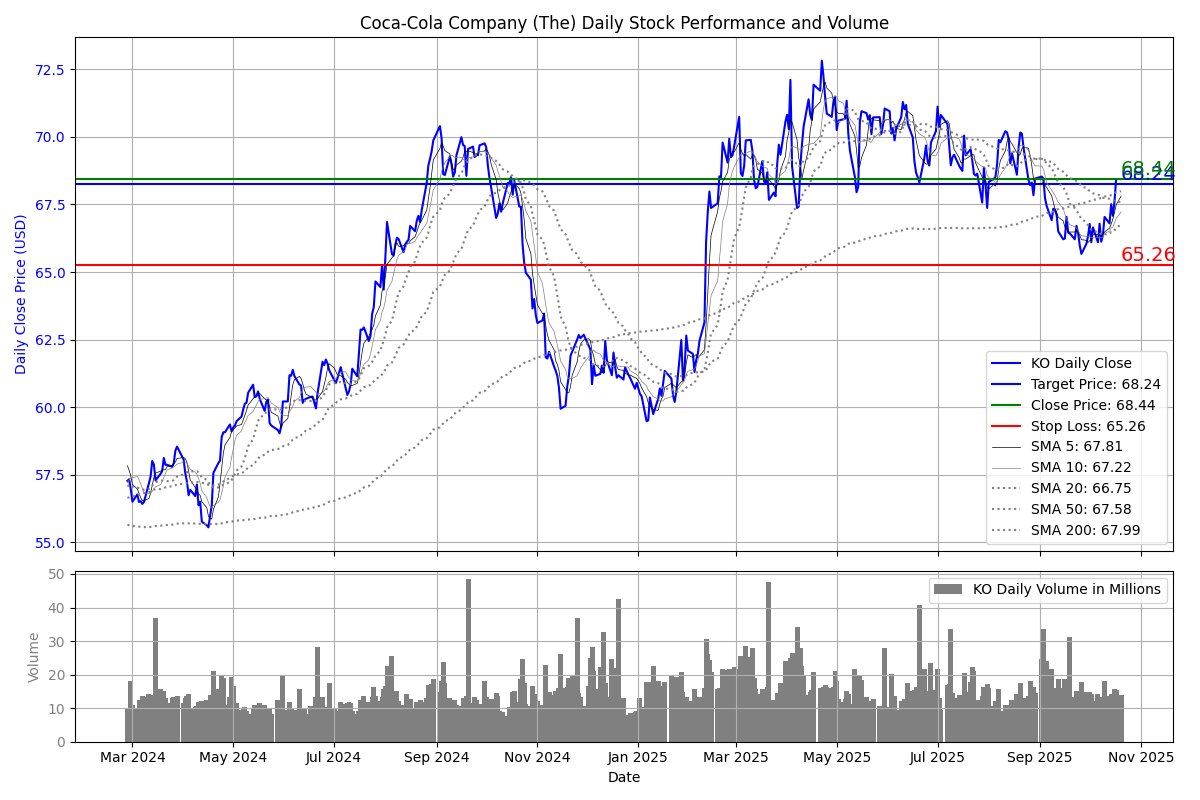 Coca-Cola Company (The) Daily Stock Performance and Volume
Daily Close Price (USD)
72.5
70.0
67.5
65.0
62.5
60.0
57.5
55.0
68.44
68.24
65.26
KO Daily Close
Target Price: 68.24
Close Price: 68.44
Stop Loss: 65.26
SMA 5: 67.81
SMA 10: 67.22
SMA 20: 66.75
SMA 50: 67.58
SMA 200: 67.99
Volume
50
40
30
20
10
0
KO Daily Volume in Millions
Mar 2024
May 2024
Jul 2024
Sep 2024
Nov 2024
Jan 2025
Mar 2025
May 2025
Jul 2025
Sep 2025
Nov 2025
Date